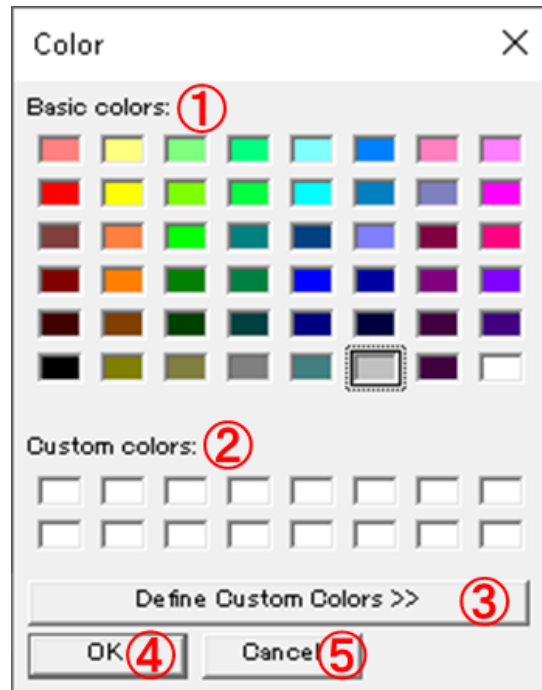 Color
Basic colors: ①
Custom colors: ②
Define Custom Colors >> ③
OK ④ Cancel ⑤